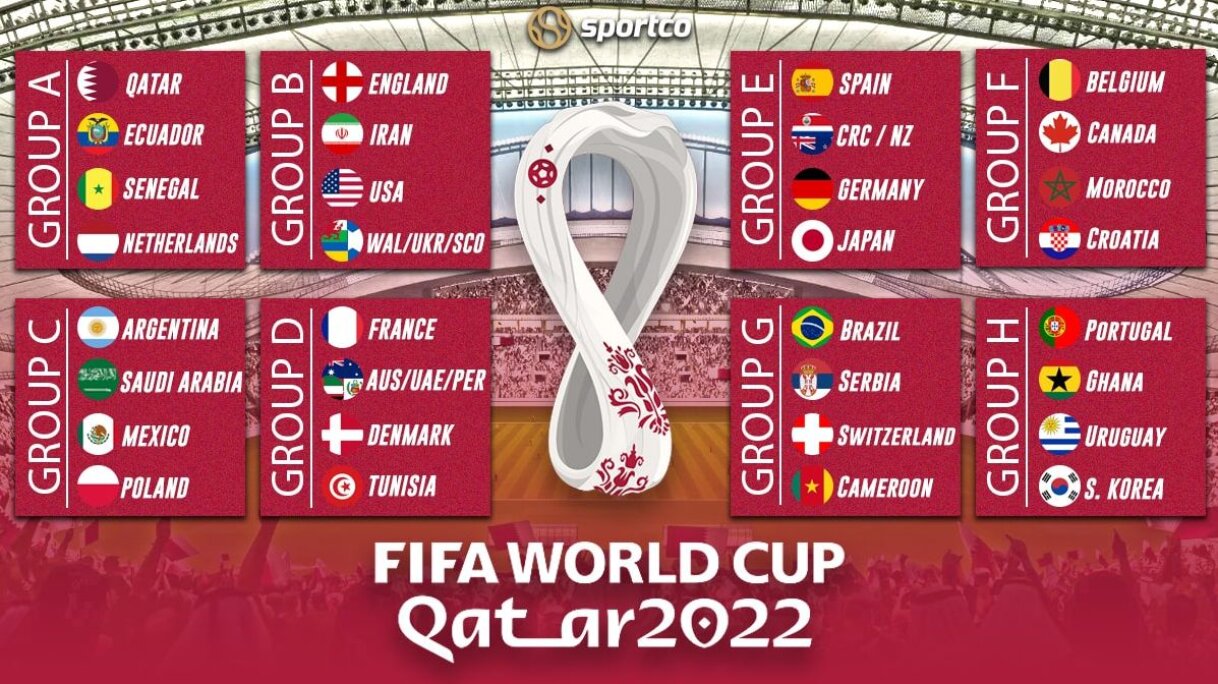 sportco
GROUP A
QATAR
ECUADOR
SENEGAL
NETHERLANDS
GROUP B
ENGLAND
IRAN
USA
WAL/UKR/SCO
GROUP E
SPAIN
CRC / NZ
GERMANY
JAPAN
GROUP F
BELGIUM
CANADA
MOROCCO
CROATIA
GROUP C
ARGENTINA
SAUDI ARABIA
MEXICO
POLAND
GROUP D
FRANCE
AUS/UAE/PER
DENMARK
TUNISIA
GROUP G
BRAZIL
SERBIA
SWITZERLAND
CAMEROON
GROUP H
PORTUGAL
GHANA
URUGUAY
S. KOREA
FIFA WORLD CUP
Qatar2022